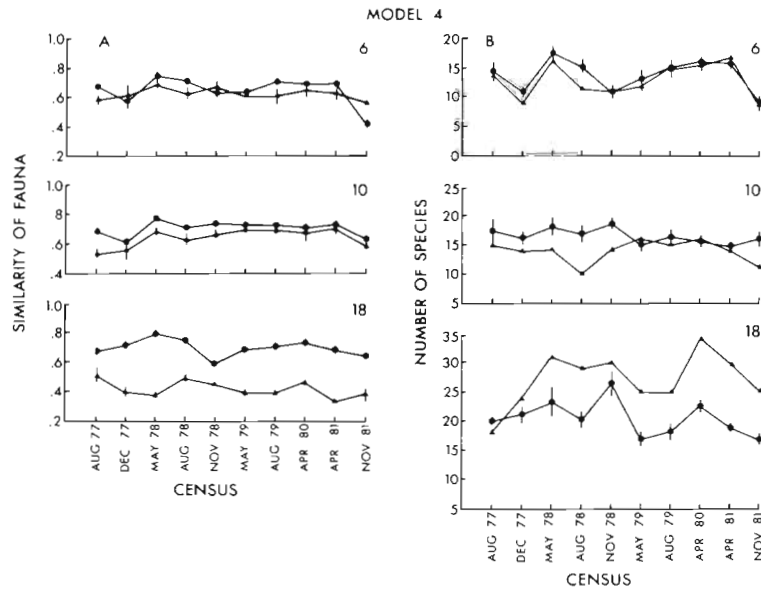 MODEL 4
A
6
1.0
.8
.6
.4
.2
10
1.0
.8
.6
.4
18
1.0
.8
.6
.4
.2
SIMILARITY OF FAUNA
AUG 77
DEC 77
MAY 78
AUG 78
NOV 78
MAY 79
AUG 79
APR 80
APR 81
NOV 81
CENSUS
B
6
20
15
10
5
0
10
25
20
15
10
5
18
35
30
25
20
15
10
5
NUMBER OF SPECIES
AUG 77
DEC 77
MAY 78
AUG 78
NOV 78
MAY 79
AUG 79
APR 80
APR 81
NOV 81
CENSUS